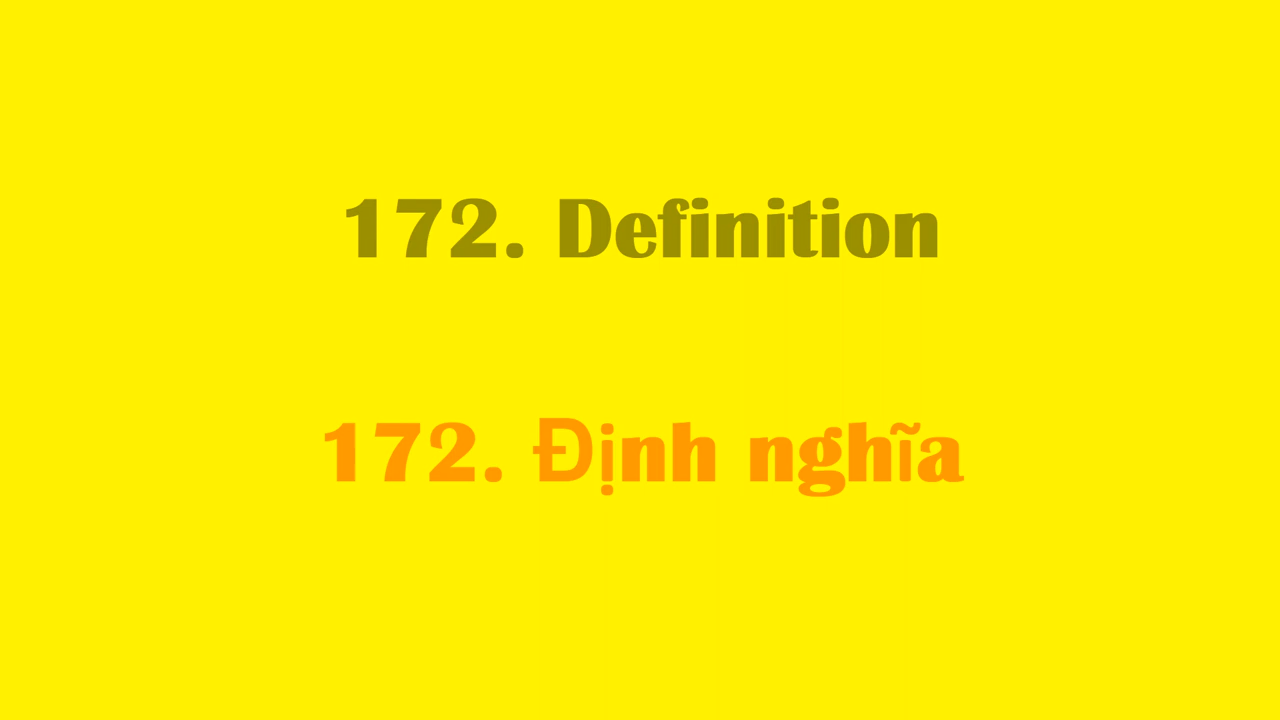 172. Definition
172. Định nghĩa